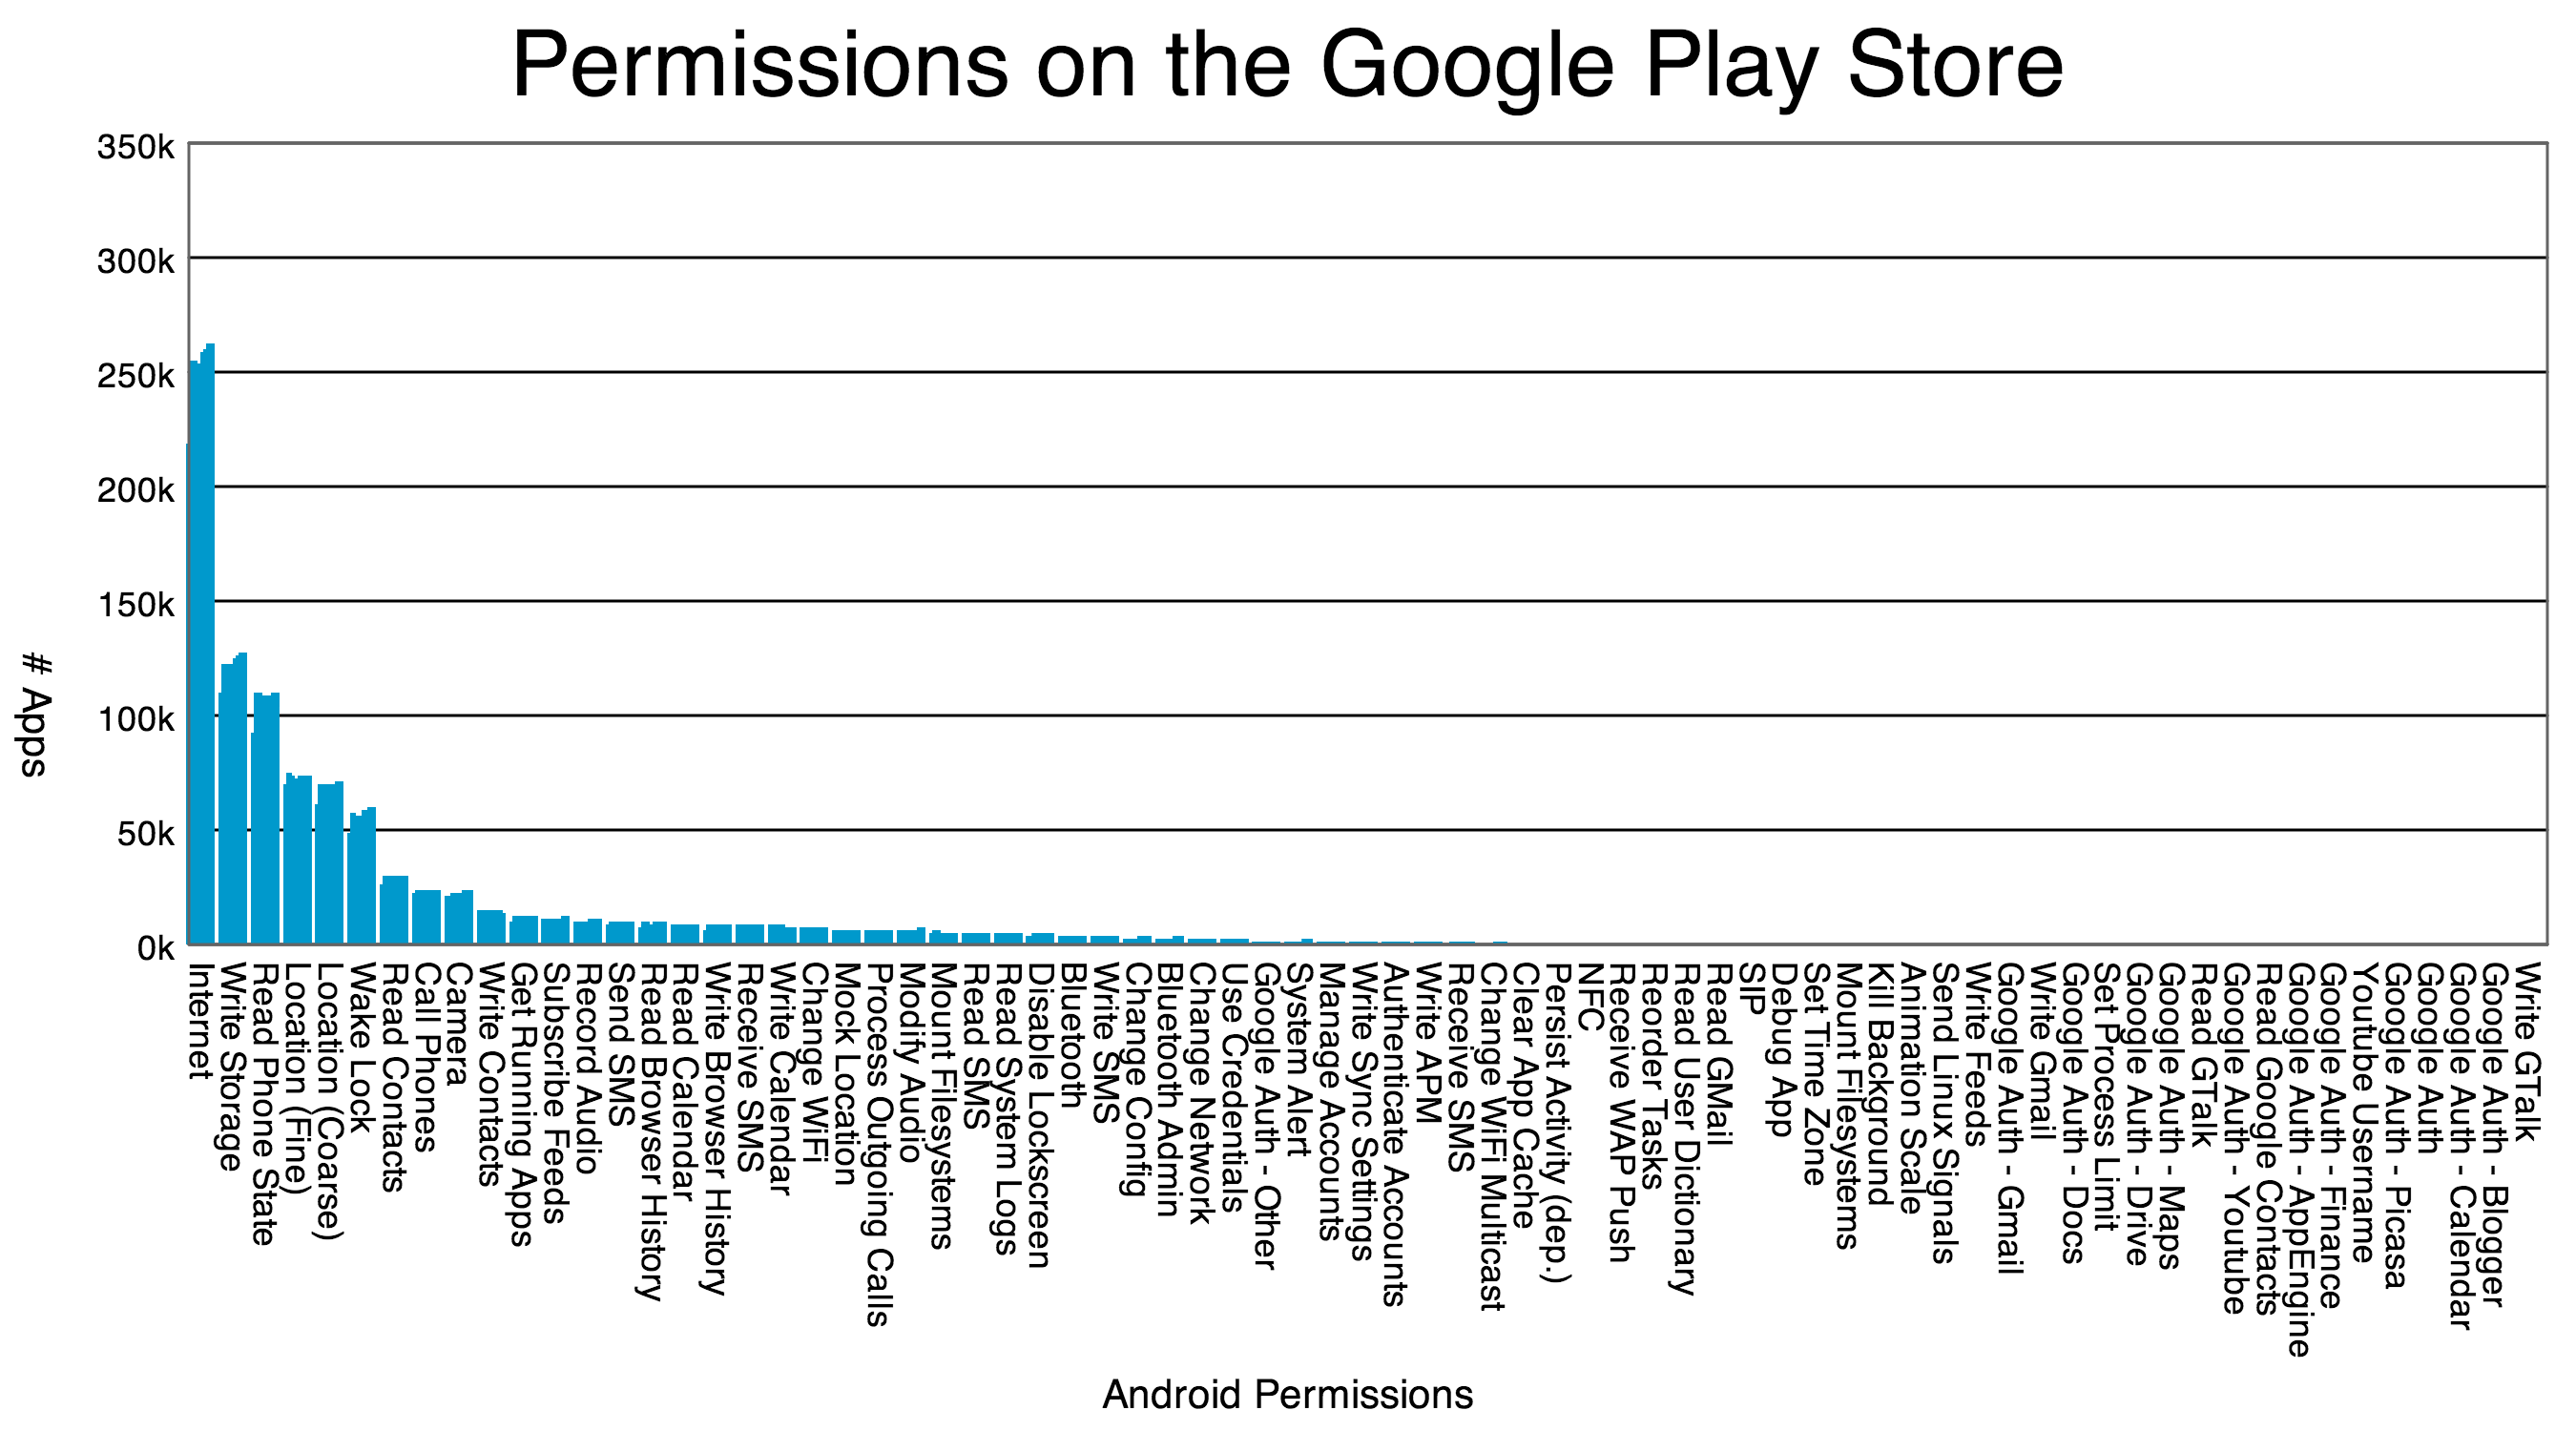 Permissions on the Google Play Store
350k
300k
250k
200k
150k
100k
50k
0k
# Apps
Internet
Write Storage
Read Phone State
Location (Fine)
Location (Coarse)
Wake Lock
Read Contacts
Call Phones
Camera
Write Contacts
Get Running Apps
Subscribe Feeds
Record Audio
Send SMS
Read Browser History
Read Calendar
Write Browser History
Receive SMS
Write Calendar
Change WiFi
Mock Location
Process Outgoing Calls
Modify Audio
Mount Filesystems
Read SMS
Read System Logs
Disable Lockscreen
Bluetooth
Write SMS
Change Config
Bluetooth Admin
Change Network
Use Credentials
Google Auth - Other
System Alert
Manage Accounts
Write Sync Settings
Authenticate Accounts
Write APM
Receive SMS
Change WiFi Multicast
Clear App Cache
Persist Activity (dep.)
NFC
Receive WAP Push
Reorder Tasks
Read User Dictionary
Read GMail
SIP
Debug App
Set Time Zone
Mount Filesystems
Kill Background
Animation Scale
Send Linux Signals
Write Feeds
Google Auth - Gmail
Write Gmail
Google Auth - Docs
Set Process Limit
Google Auth - Drive
Google Auth - Maps
Read GTalk
Google Auth - Youtube
Read Google Contacts
Google Auth - AppEngine
Google Auth - Finance
Youtube Username
Google Auth - Picasa
Google Auth
Google Auth - Calendar
Google Auth - Blogger
Write GTalk
Android Permissions